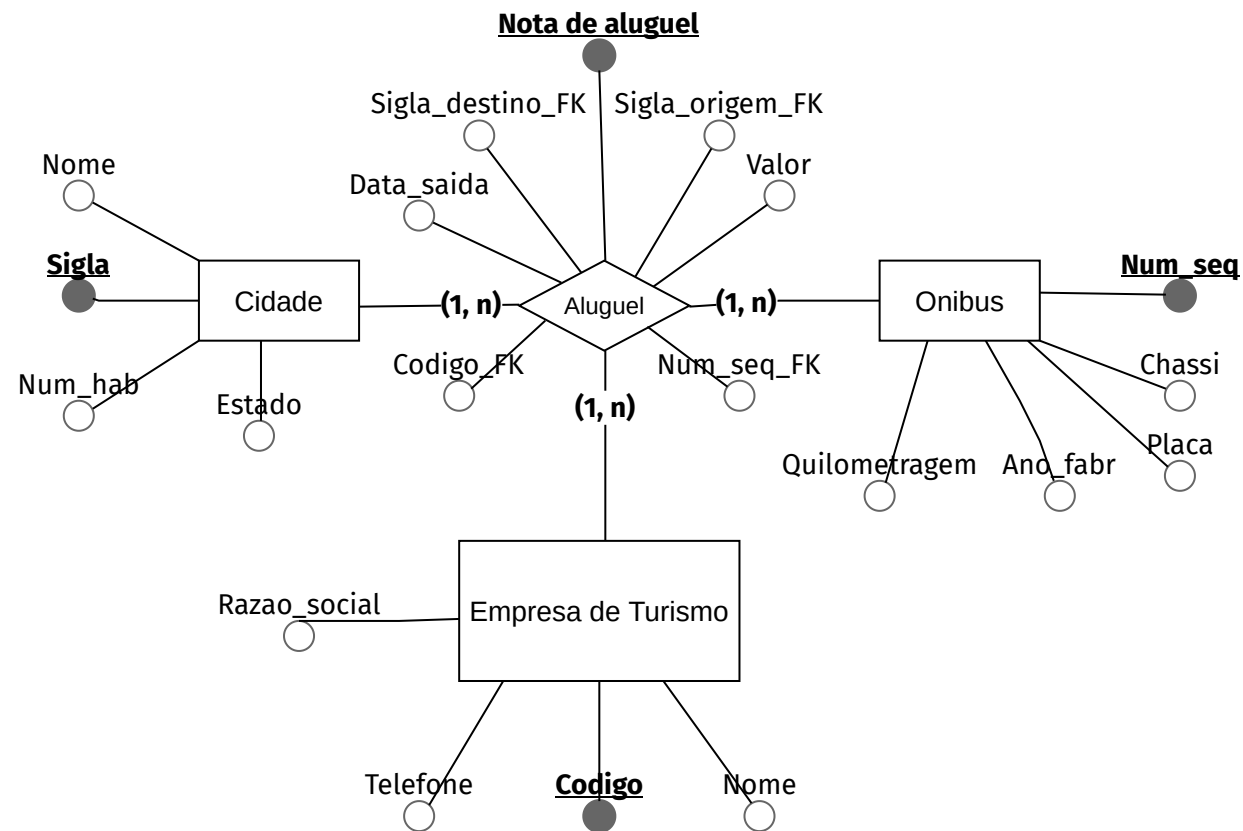 Nota de aluguel
Sigla_destino_FK
Sigla_origem_FK
Nome
Data_saida
Valor
Sigla
Num_seq
Cidade
(1, n)
Aluguel
(1, n)
Onibus
Num_hab
Estado
Codigo_FK
Num_seq_FK
Chassi
(1, n)
Quilometragem
Ano_fabr
Placa
Razao_social
Empresa de Turismo
Telefone
Codigo
Nome